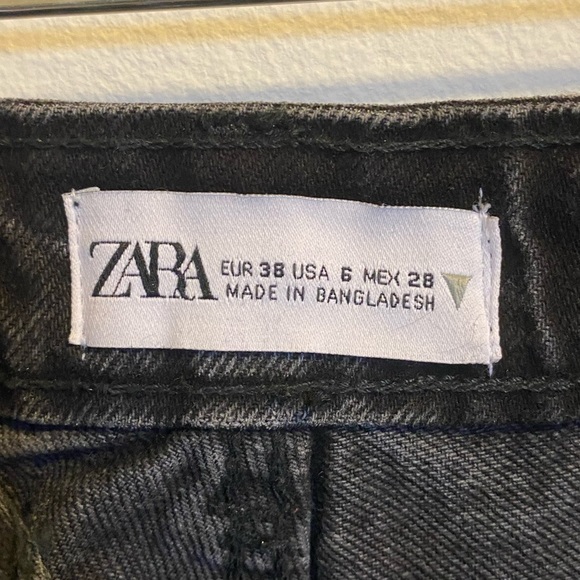 ZARA
EUR 38 USA 6 MEX 28
MADE IN BANGLADESH